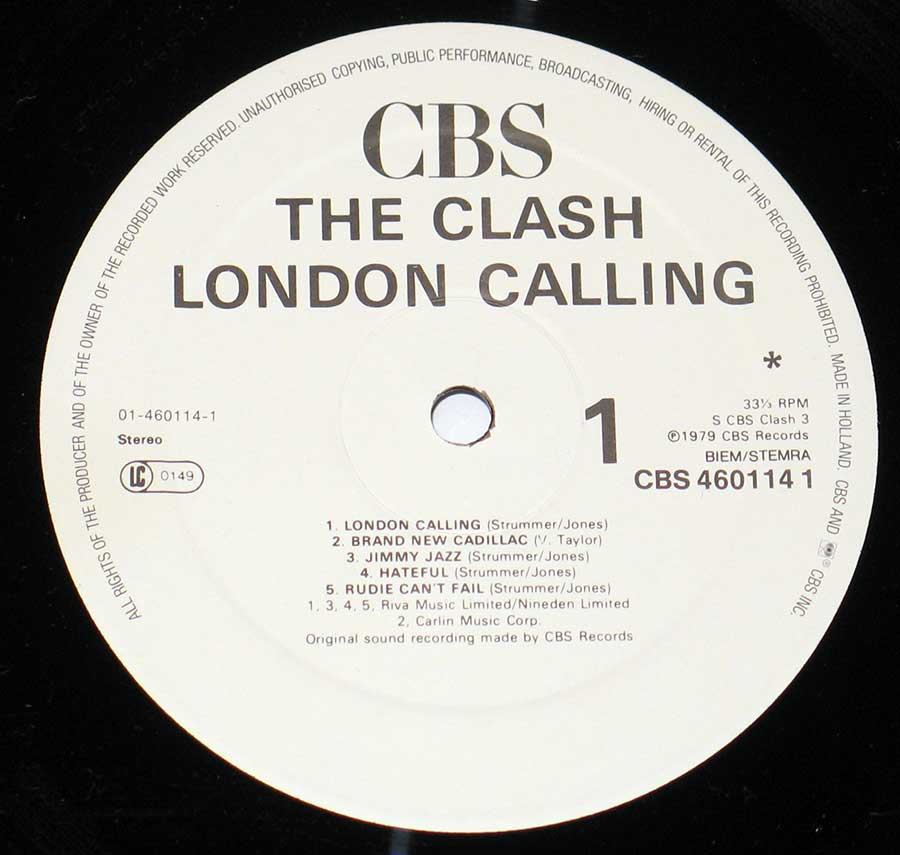 ALL RIGHTS OF THE PRODUCER AND OF THE OWNER OF THE RECORDED WORK RESERVED. UNAUTHORISED COPYING, PUBLIC PERFORMANCE, BROADCASTING, HIRING OR RENTAL OF THIS RECORDING PROHIBITED. MADE IN HOLLAND. CBS AND ® CBS INC.
CBS
THE CLASH
LONDON CALLING
*
01-460114-1
Stereo
LC 0149
1
33⅓ RPM
S CBS Clash 3
℗1979 CBS Records
BIEM/STEMRA
CBS 460114 1
1. LONDON CALLING (Strummer/Jones)
2. BRAND NEW CADILLAC (V. Taylor)
3. JIMMY JAZZ (Strummer/Jones)
4. HATEFUL (Strummer/Jones)
5. RUDIE CAN'T FAIL (Strummer/Jones)
1, 3, 4, 5, Riva Music Limited/Nineden Limited
2, Carlin Music Corp.
Original sound recording made by CBS Records